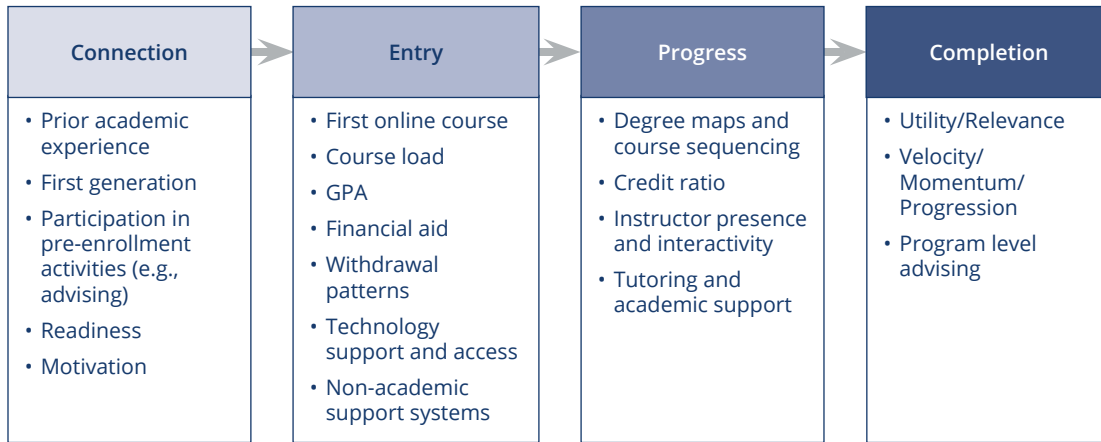 Connection
• Prior academic
experience
• First generation
• Participation in
pre-enrollment
activities (e.g.,
advising)
• Readiness
• Motivation
Entry
• First online course
• Course load
• GPA
• Financial aid
• Withdrawal
patterns
• Technology
support and access
• Non-academic
support systems
Progress
• Degree maps and
course sequencing
• Credit ratio
• Instructor presence
and interactivity
• Tutoring and
academic support
Completion
• Utility/Relevance
• Velocity/
Momentum/
Progression
• Program level
advising